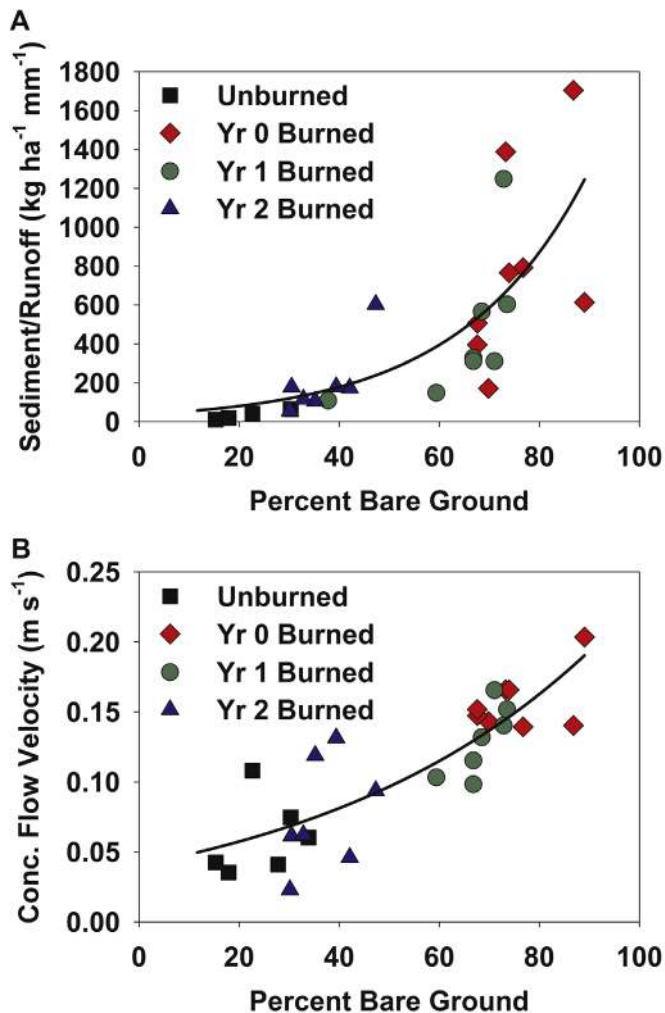 A
Sediment/Runoff (kg ha⁻¹ mm⁻¹)
1800
1600
1400
1200
1000
800
600
400
200
0
Unburned
Yr 0 Burned
Yr 1 Burned
Yr 2 Burned
0 20 40 60 80 100
Percent Bare Ground
B
Conc. Flow Velocity (m s⁻¹)
0.25
0.20
0.15
0.10
0.05
0.00
Unburned
Yr 0 Burned
Yr 1 Burned
Yr 2 Burned
0 20 40 60 80 100
Percent Bare Ground